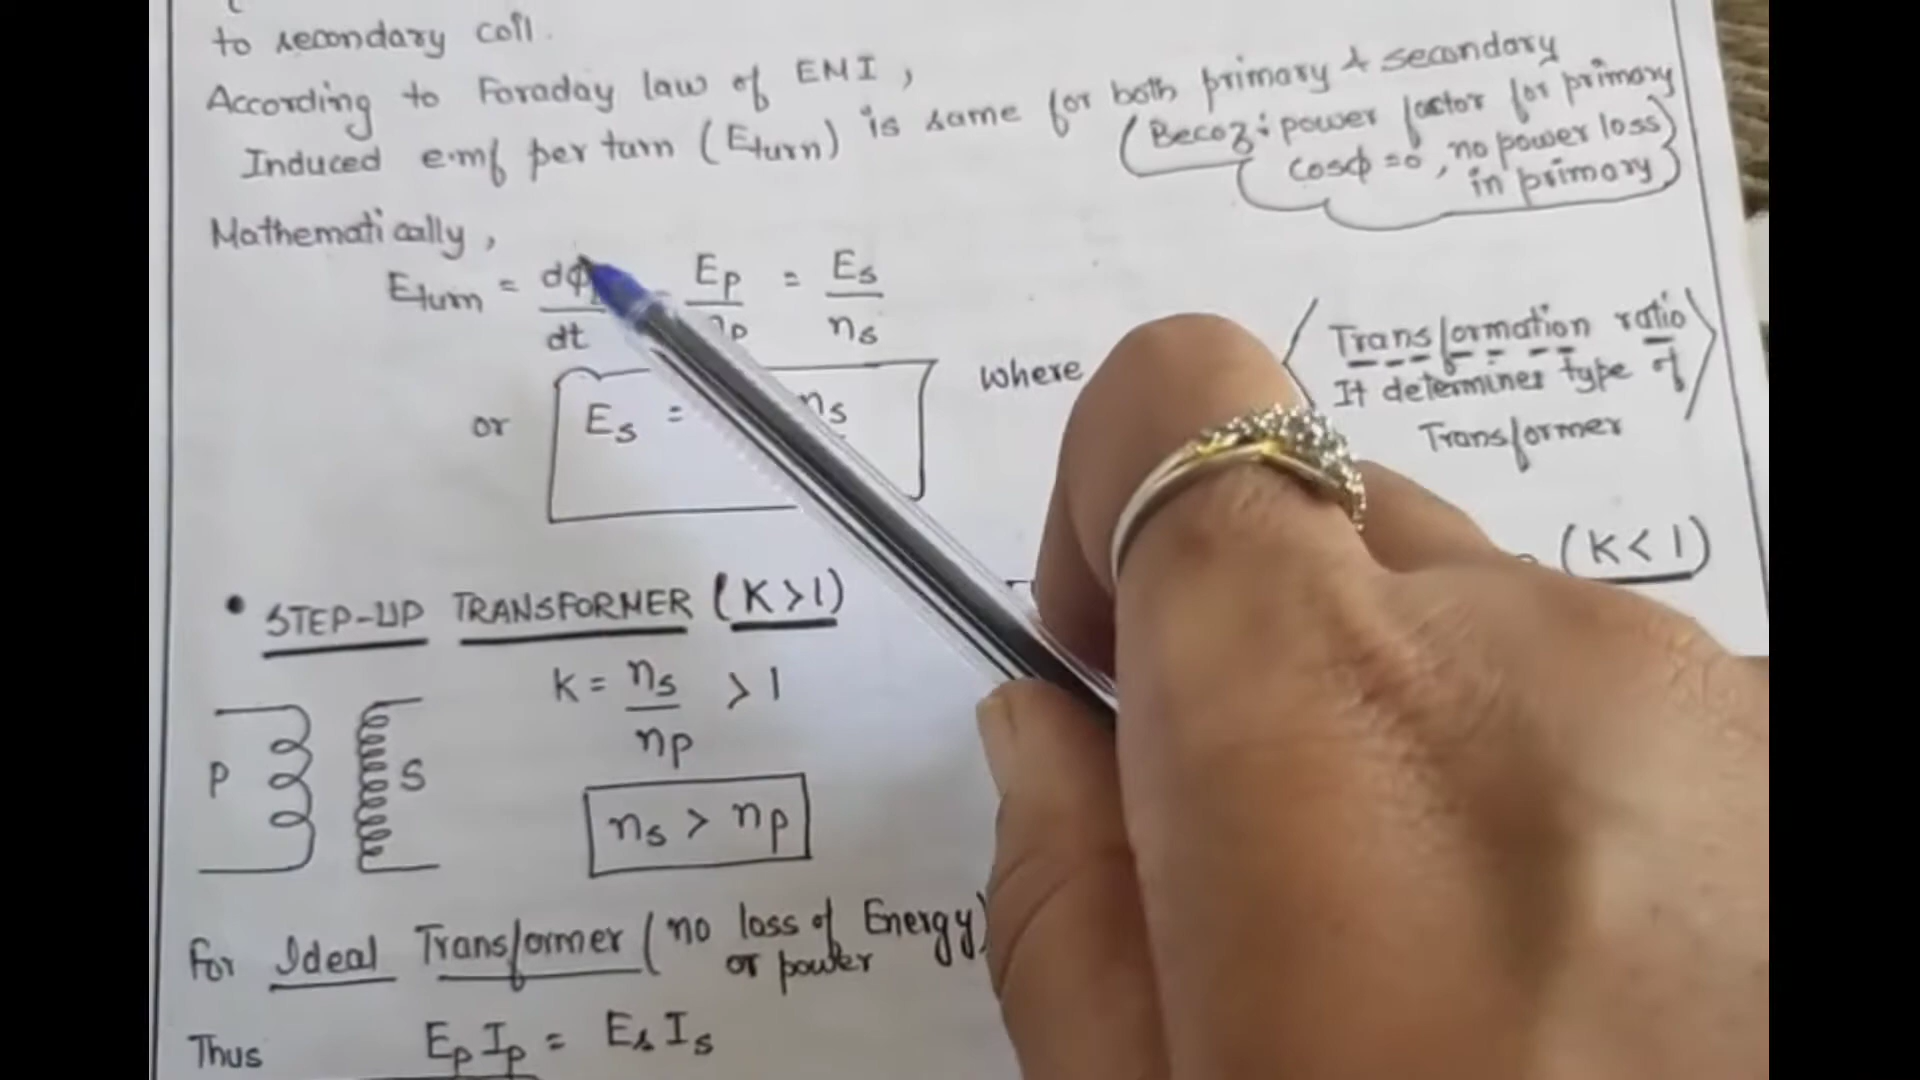 to secondary coil.
According to Faraday law of EMI,
Induced e.mf per turn (Eturn) is same for both primary & secondary
(Becoz: power factor for primary
cosφ = 0, no power loss
in primary)
Mathematically,
Eturn = dφ/dt Ep/np = Es/ns
or Es = ns
where
Transformation ratio
It determines type of
Transformer
• STEP-UP TRANSFORMER (K>1)
(K<1)
K = ns/np > 1
P S
ns > np
For Ideal Transformer (no loss of Energy)
or power
Thus EpIp = EsIs